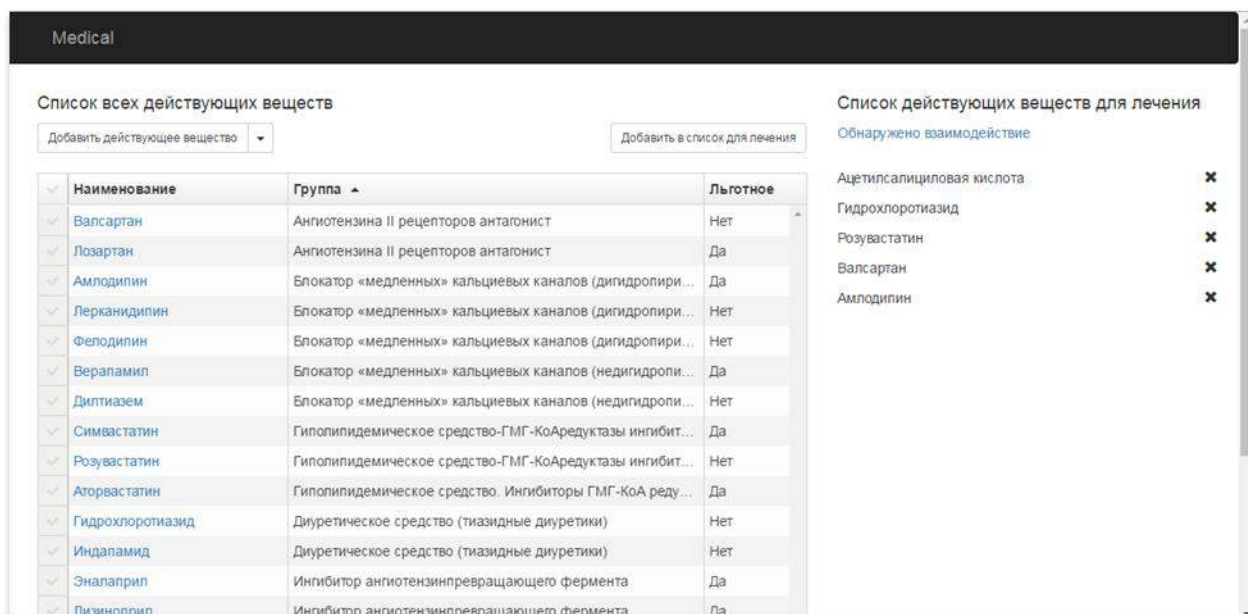 Medical
Список всех действующих веществ
Добавить действующее вещество
Добавить в список для лечения
Наименование Группа Льготное
Валсартан Ангиотензина II рецепторов антагонист Нет
Лозартан Ангиотензина II рецепторов антагонист Да
Амлодипин Блокатор «медленных» кальциевых каналов (дигидропири... Да
Лерканидипин Блокатор «медленных» кальциевых каналов (дигидропири... Нет
Фелодипин Блокатор «медленных» кальциевых каналов (дигидропири... Нет
Верапамил Блокатор «медленных» кальциевых каналов (недигидропи... Да
Дилтиазем Блокатор «медленных» кальциевых каналов (недигидропи... Нет
Симвастатин Гиполипидемическое средство-ГМГ-КоАредуктазы ингибит... Да
Розувастатин Гиполипидемическое средство-ГМГ-КоАредуктазы ингибит... Нет
Аторвастатин Гиполипидемическое средство. Ингибиторы ГМГ-КоА реду... Да
Гидрохлоротиазид Диуретическое средство (тиазидные диуретики) Нет
Индапамид Диуретическое средство (тиазидные диуретики) Нет
Эналаприл Ингибитор ангиотензинпревращающего фермента Да
Лизиноприл Ингибитор ангиотензинпревращающего фермента Да
Список действующих веществ для лечения
Обнаружено взаимодействие
Ацетилсалициловая кислота
Гидрохлоротиазид
Розувастатин
Валсартан
Амлодипин